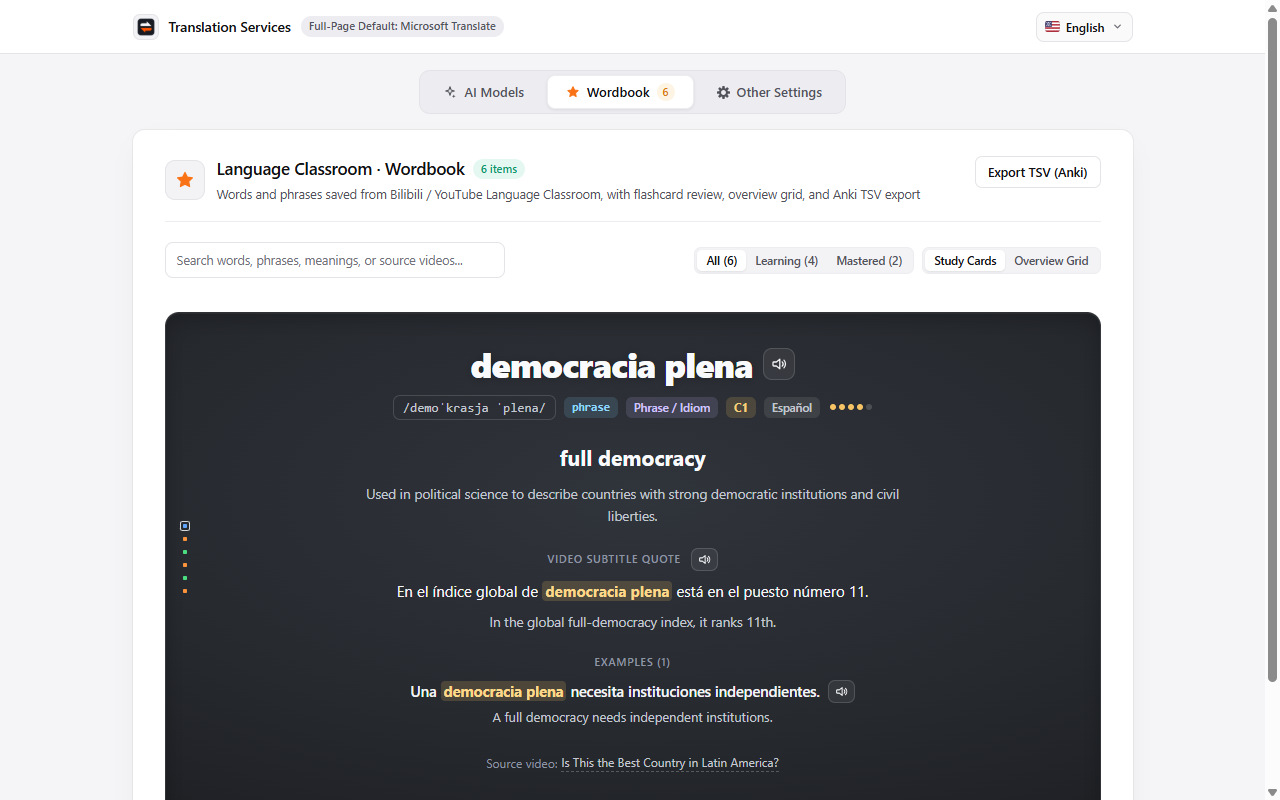 Translation Services
Full-Page Default: Microsoft Translate
English
AI Models
Wordbook 6
Other Settings
Language Classroom · Wordbook
6 items
Words and phrases saved from Bilibili / YouTube Language Classroom, with flashcard review, overview grid, and Anki TSV export
Export TSV (Anki)
Search words, phrases, meanings, or source videos...
All (6)
Learning (4)
Mastered (2)
Study Cards
Overview Grid
democracia plena
/demoˈkrasja ˈplena/
phrase
Phrase / Idiom
C1
Español
full democracy
Used in political science to describe countries with strong democratic institutions and civil
liberties.
VIDEO SUBTITLE QUOTE
En el índice global de democracia plena está en el puesto número 11.
In the global full-democracy index, it ranks 11th.
EXAMPLES (1)
Una democracia plena necesita instituciones independientes.
A full democracy needs independent institutions.
Source video: Is This the Best Country in Latin America?